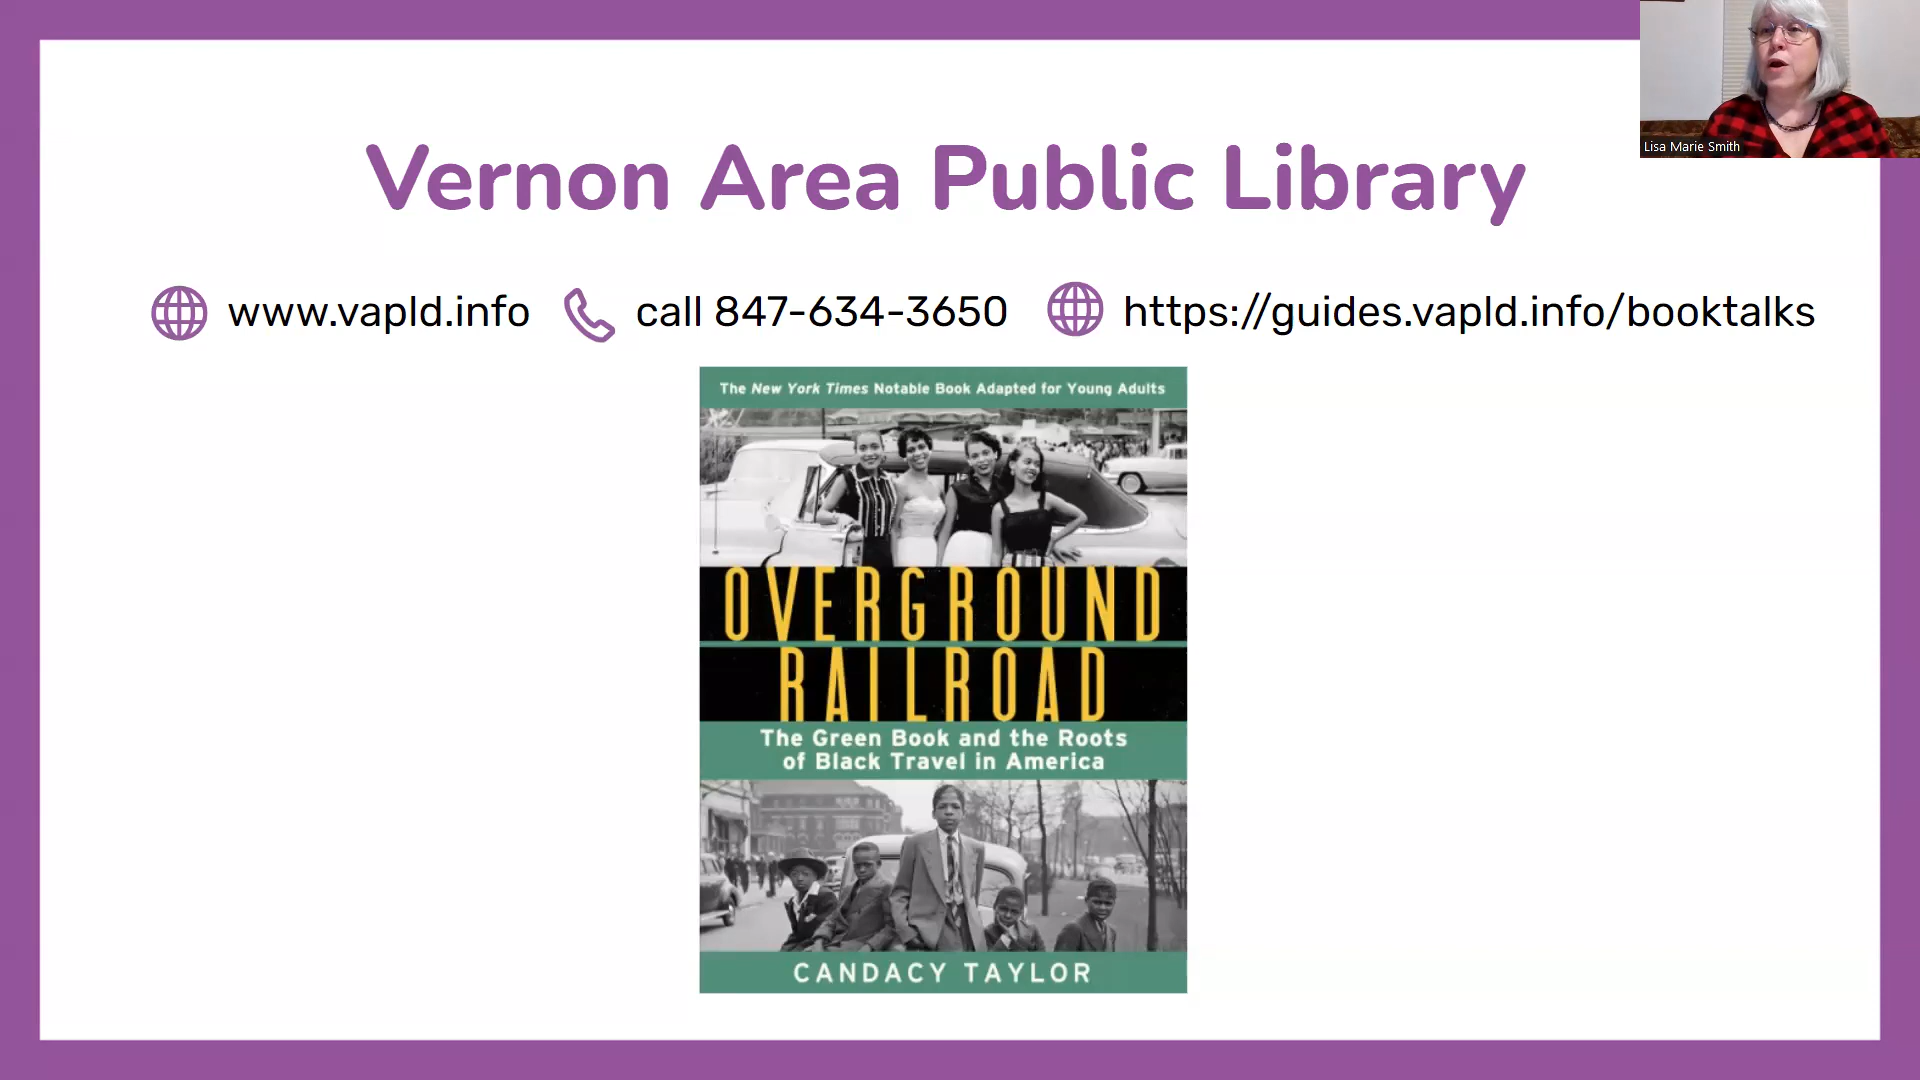 Vernon Area Public Library
www.vapld.info
call 847-634-3650
https://guides.vapld.info/booktalks
The New York Times Notable Book Adapted for Young Adults
OVERGROUND
RAILROAD
The Green Book and the Roots
of Black Travel in America
CANDACY TAYLOR
Lisa Marie Smith